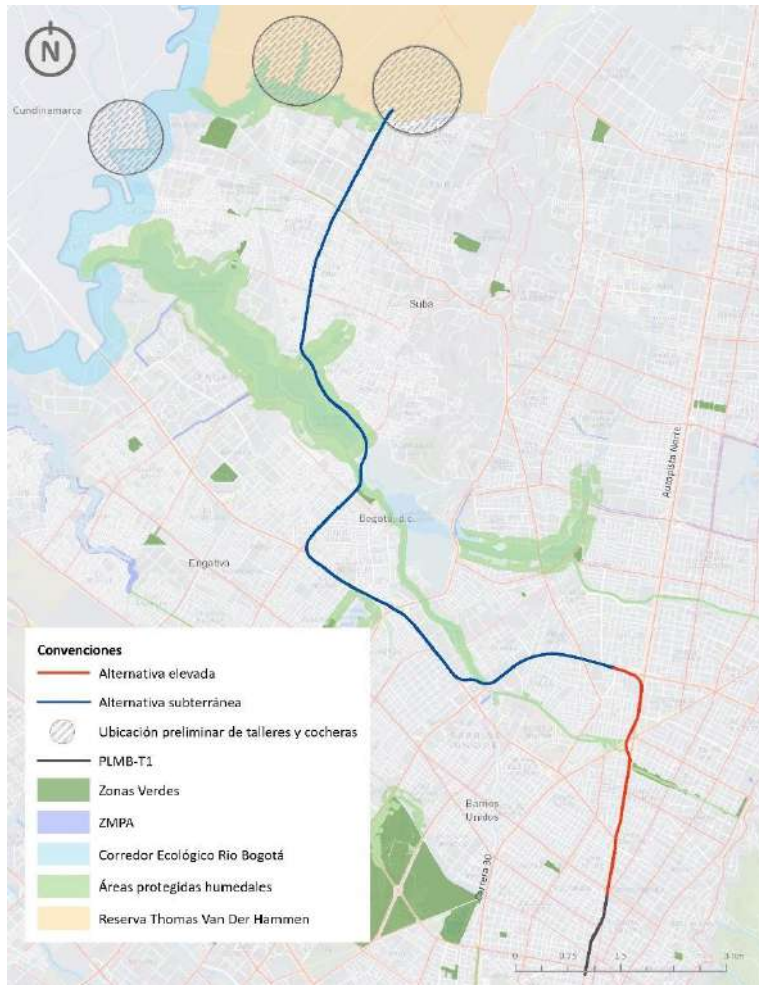 N
Cundinamarca
Suba
Autopista Norte
Bogotá, d.c.
Engativa
Barrios
Unidos
Carrera 30
Convenciones
Alternativa elevada
Alternativa subterránea
Ubicación preliminar de talleres y cocheras
PLMB-T1
Zonas Verdes
ZMPA
Corredor Ecológico Rio Bogotá
Áreas protegidas humedales
Reserva Thomas Van Der Hammen
0 0,75 1,5 3 km